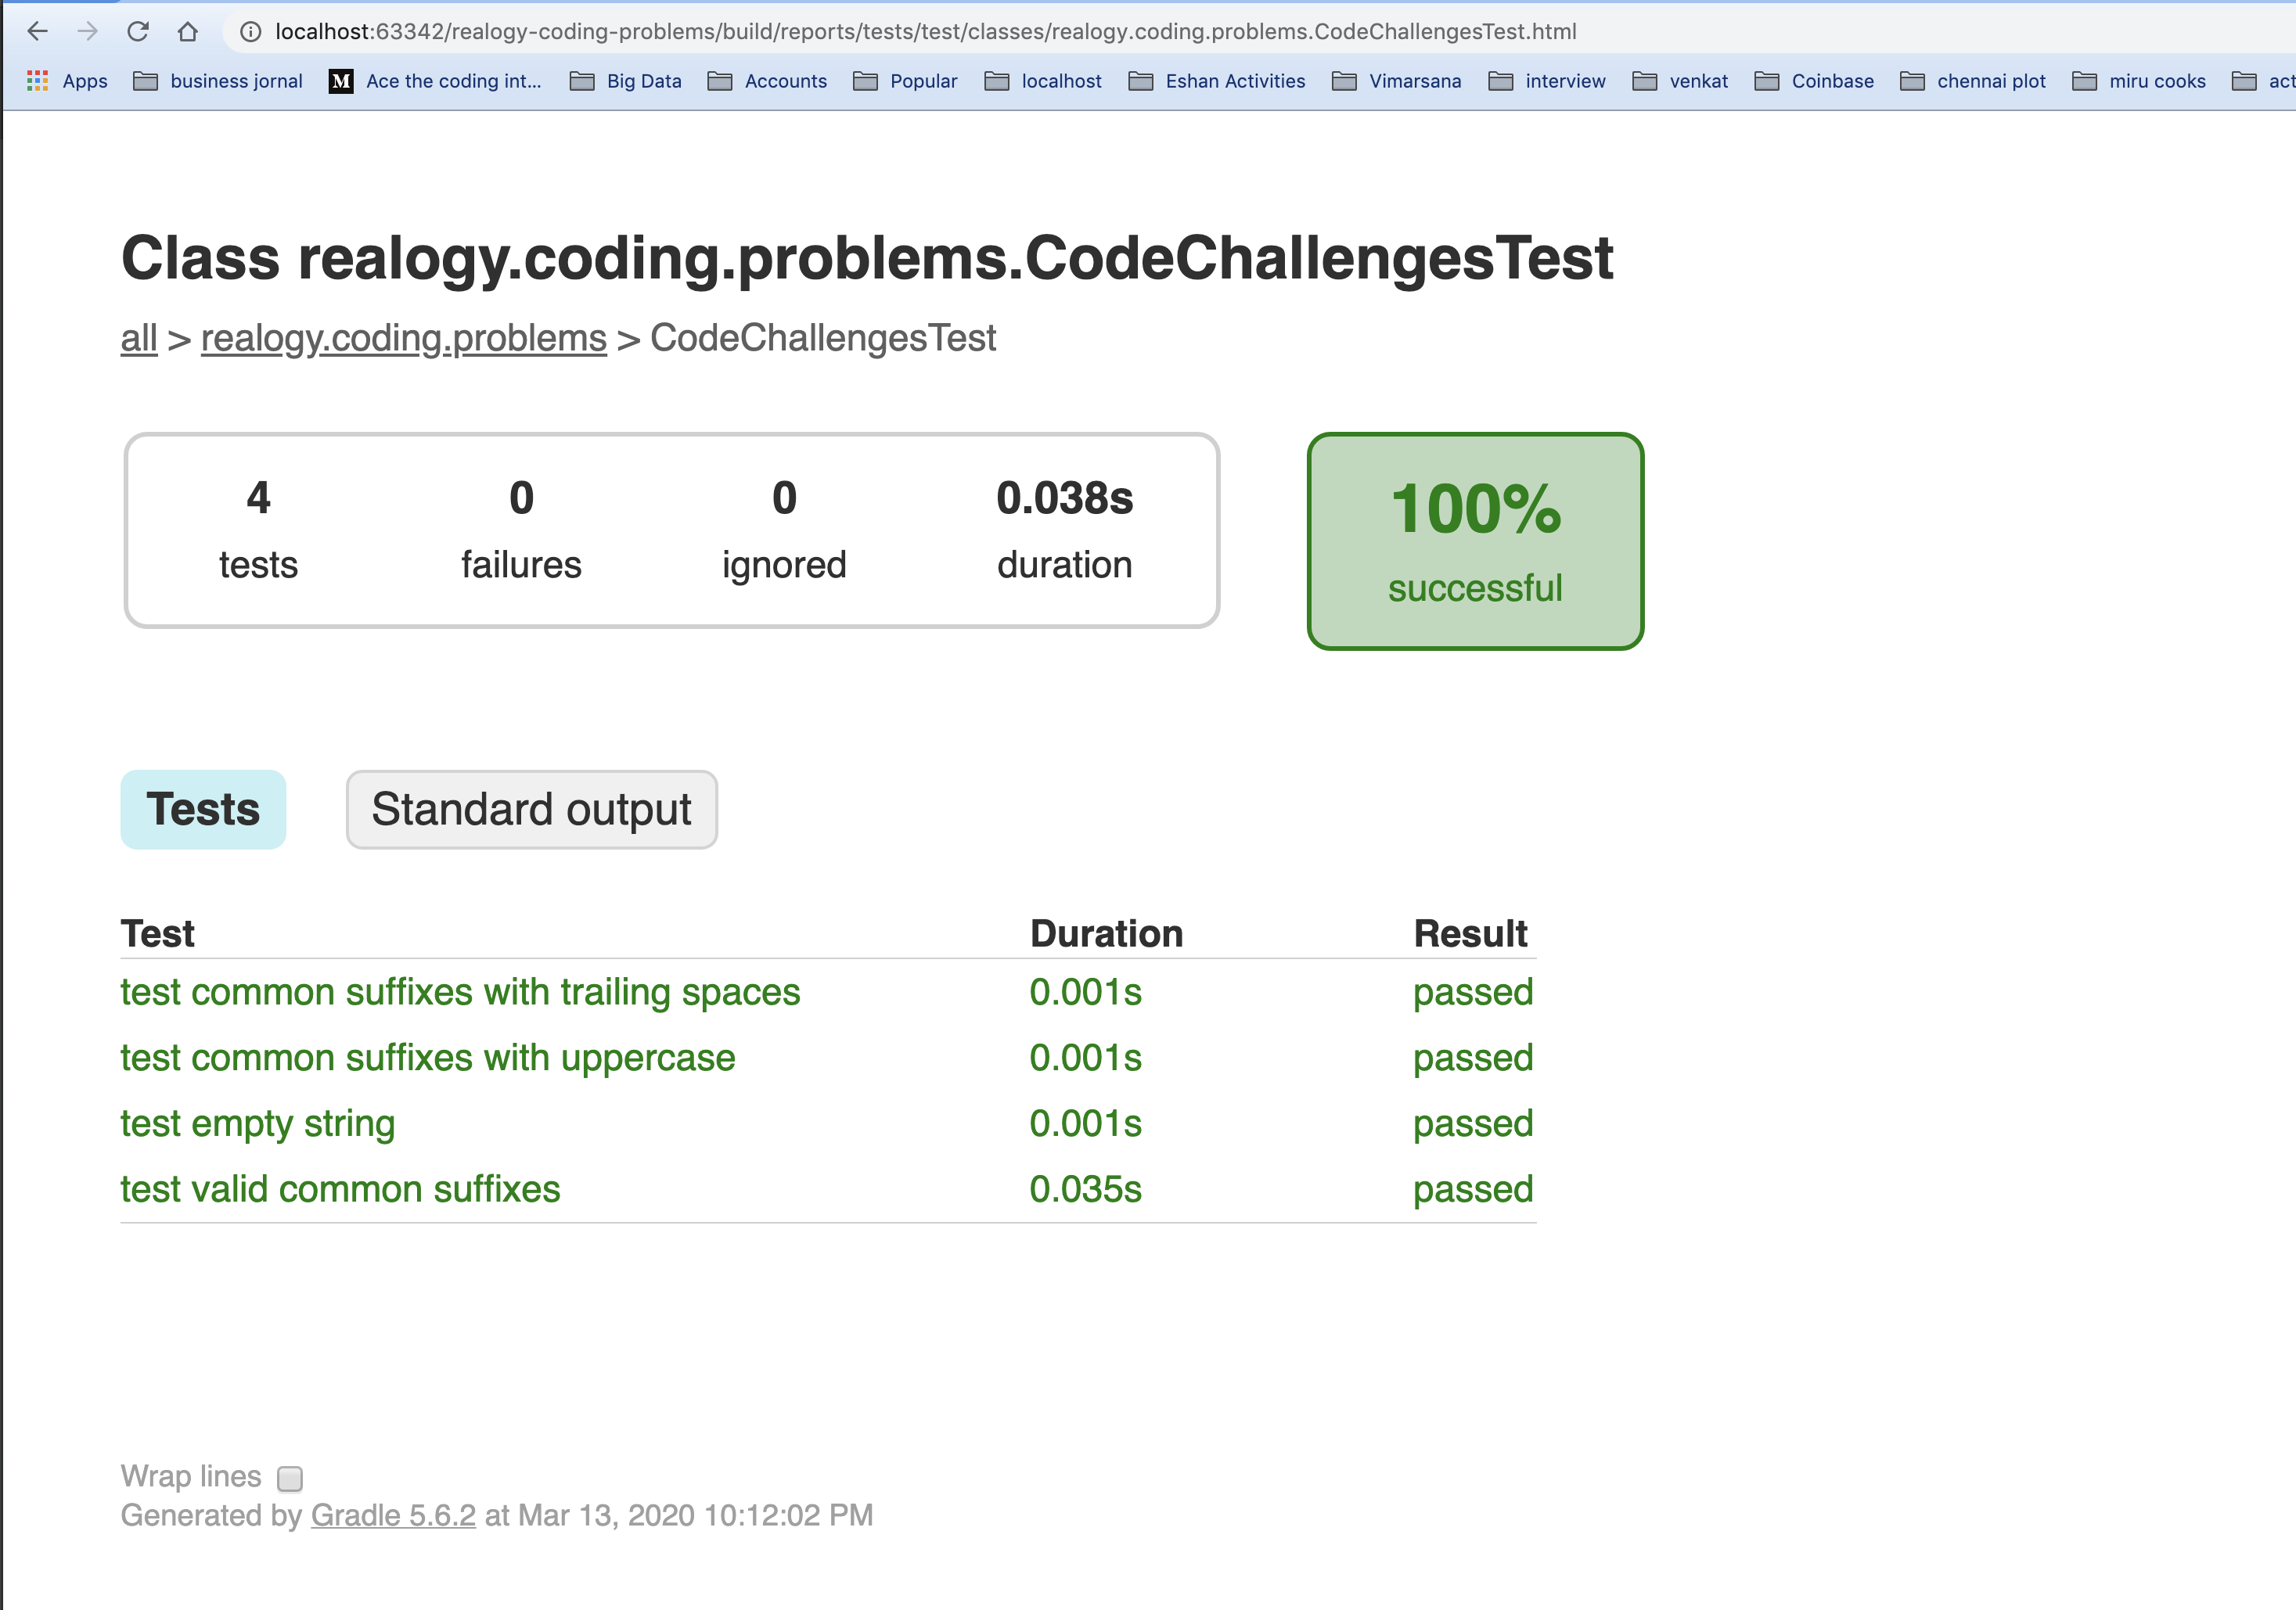 localhost:63342/realogy-coding-problems/build/reports/tests/test/classes/realogy.coding.problems.CodeChallengesTest.html
Apps business jornal M Ace the coding int... Big Data Accounts Popular localhost Eshan Activities Vimarsana interview venkat Coinbase chennai plot miru cooks act
Class realogy.coding.problems.CodeChallengesTest
all > realogy.coding.problems > CodeChallengesTest
4 0 0 0.038s
tests failures ignored duration
100%
successful
Tests Standard output
Test Duration Result
test common suffixes with trailing spaces 0.001s passed
test common suffixes with uppercase 0.001s passed
test empty string 0.001s passed
test valid common suffixes 0.035s passed
Wrap lines
Generated by Gradle 5.6.2 at Mar 13, 2020 10:12:02 PM